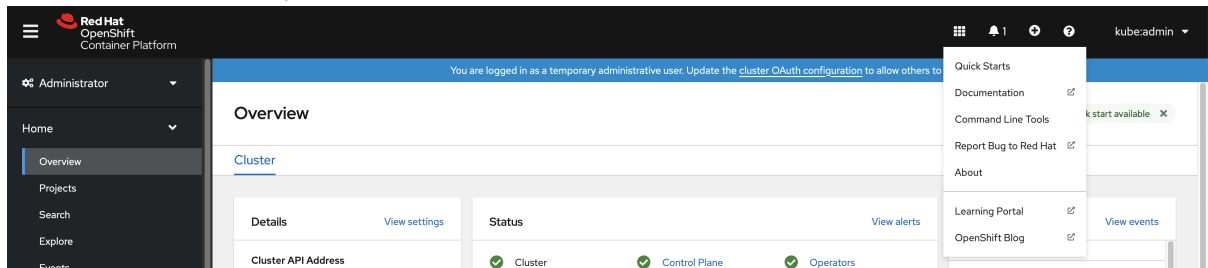 Red Hat
OpenShift
Container Platform
1
kube:admin
Administrator
You are logged in as a temporary administrative user. Update the cluster OAuth configuration to allow others to
Home
Overview
Projects
Search
Explore
Events
Overview
start available
Cluster
Details
View settings
Cluster API Address
Status
View alerts
Cluster
Control Plane
Operators
View events
Quick Starts
Documentation
Command Line Tools
Report Bug to Red Hat
About
Learning Portal
OpenShift Blog